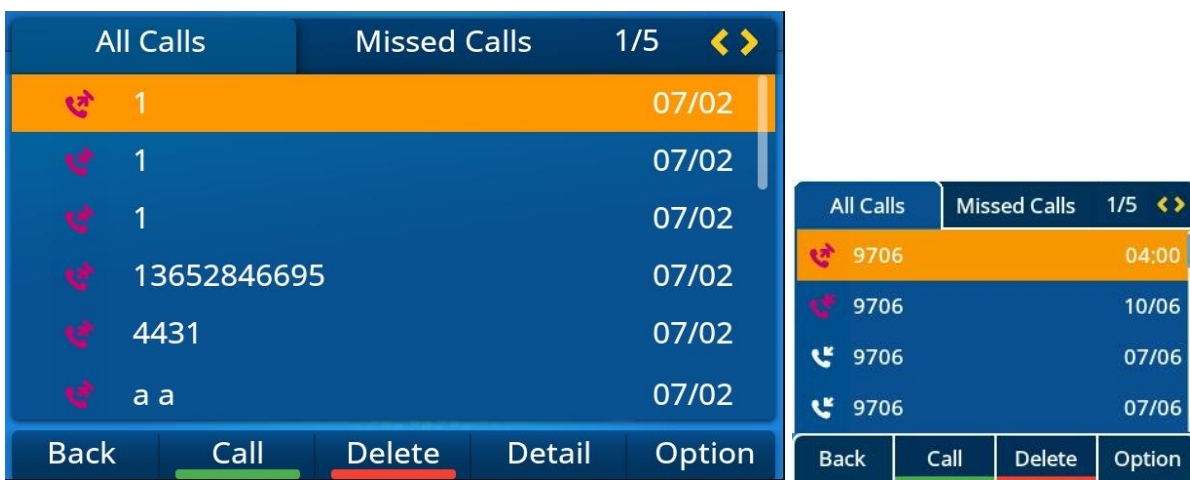 All Calls Missed Calls 1/5
1 07/02
1 07/02
1 07/02
13652846695 07/02
4431 07/02
a a 07/02
Back Call Delete Detail Option
All Calls Missed Calls 1/5
9706 04:00
9706 10/06
9706 07/06
9706 07/06
Back Call Delete Option